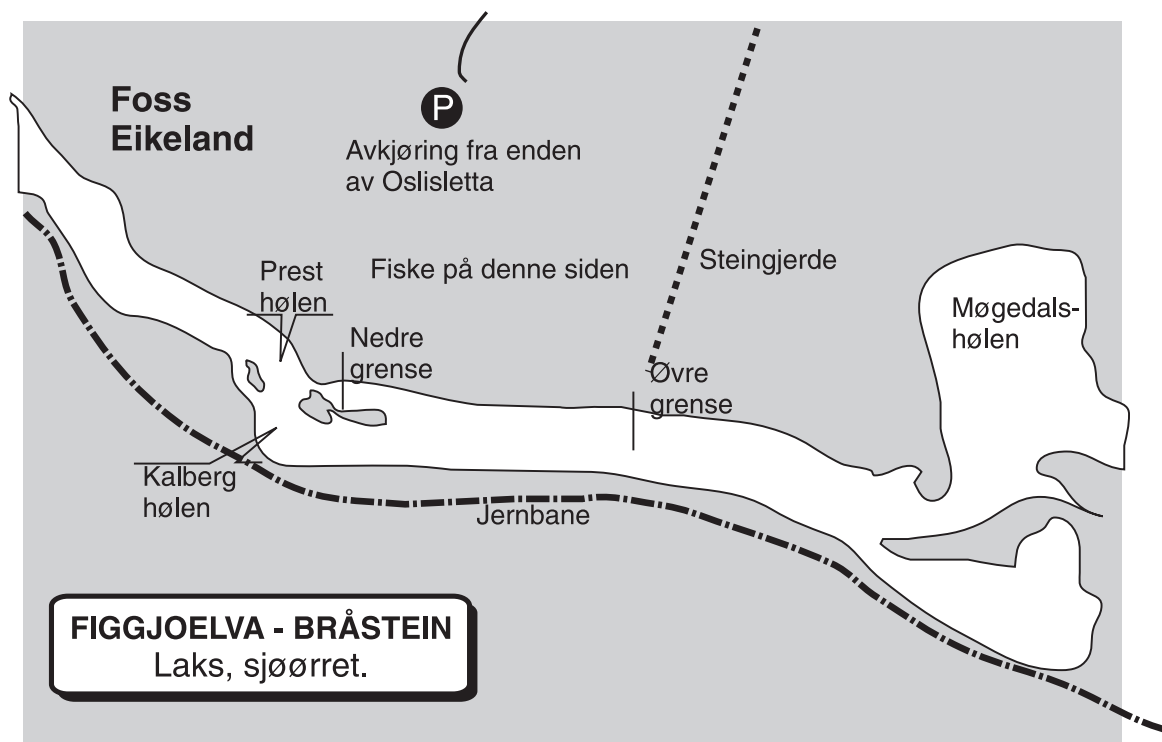 Foss
Eikeland
P
Avkjøring fra enden
av Oslisletta
Prest
hølen
Fiske på denne siden
Steingjerde
Møgedals-
hølen
Nedre
grense
Øvre
grense
Kalberg
hølen
Jernbane
FIGGJOELVA - BRÅSTEIN
Laks, sjøørret.